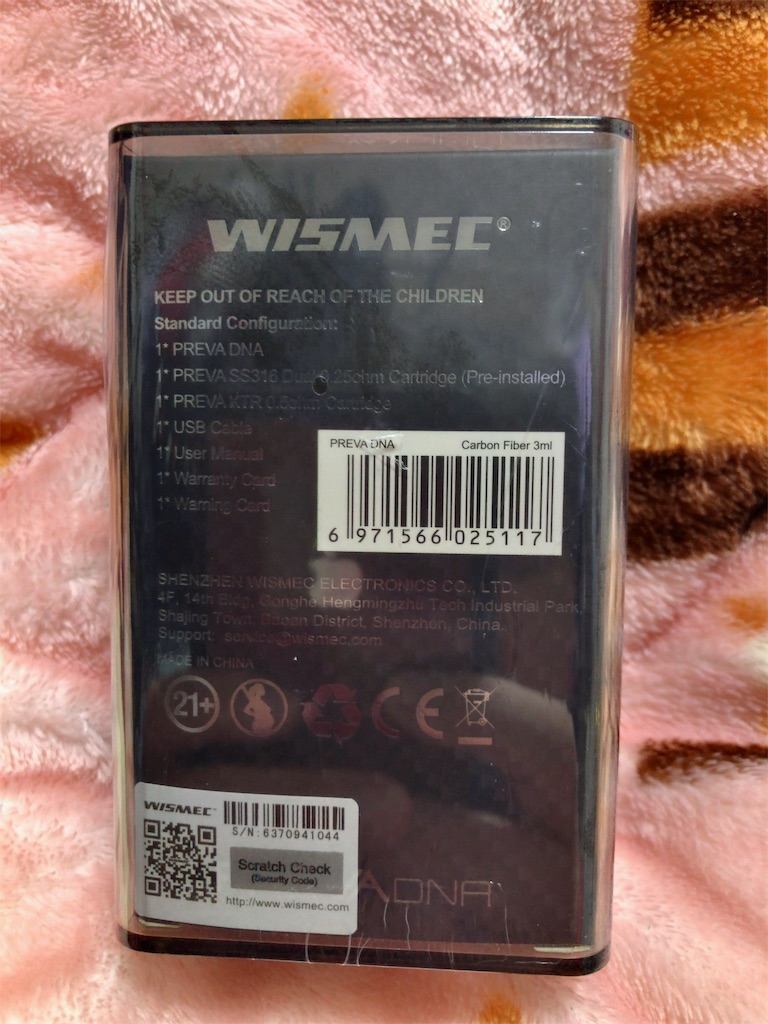 WISMEC®
KEEP OUT OF REACH OF THE CHILDREN
Standard Configuration:
1* PREVA DNA
1* PREVA SS316 Dual 0.25ohm Cartridge (Pre-installed)
1* PREVA KTR 0.5ohm Cartridge
1* USB Cable
1* User Manual
1* Warranty Card
1* Warning Card
PREVA DNA Carbon Fiber 3ml
6 971566 025117
SHENZHEN WISMEC ELECTRONICS CO., LTD.
4F, 14th Bldg, Gonghe Hengmingzhu Tech Industrial Park,
Shajing Town, Baoan District, Shenzhen, China.
Support: service@wismec.com
MADE IN CHINA
21+
CE
WISMEC
S/N:6370941044
Scratch Check
(Security Code)
http://www.wismec.com
VADNA